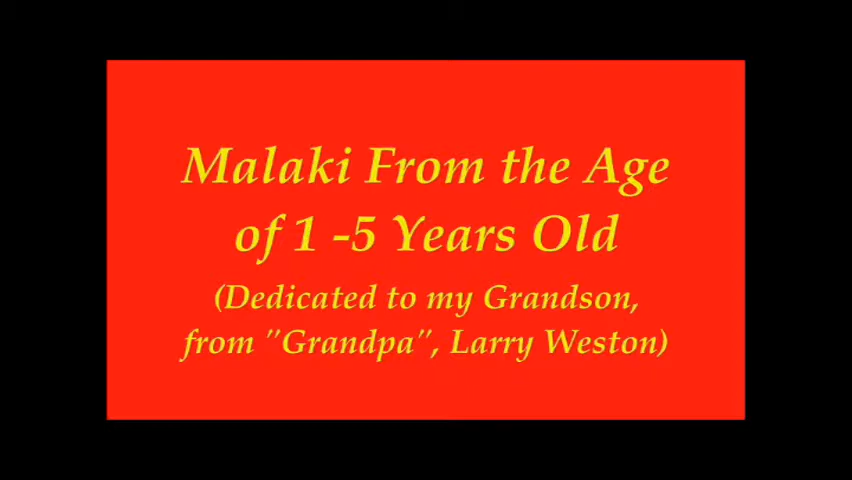 Malaki From the Age
of 1 -5 Years Old
(Dedicated to my Grandson,
from "Grandpa", Larry Weston)